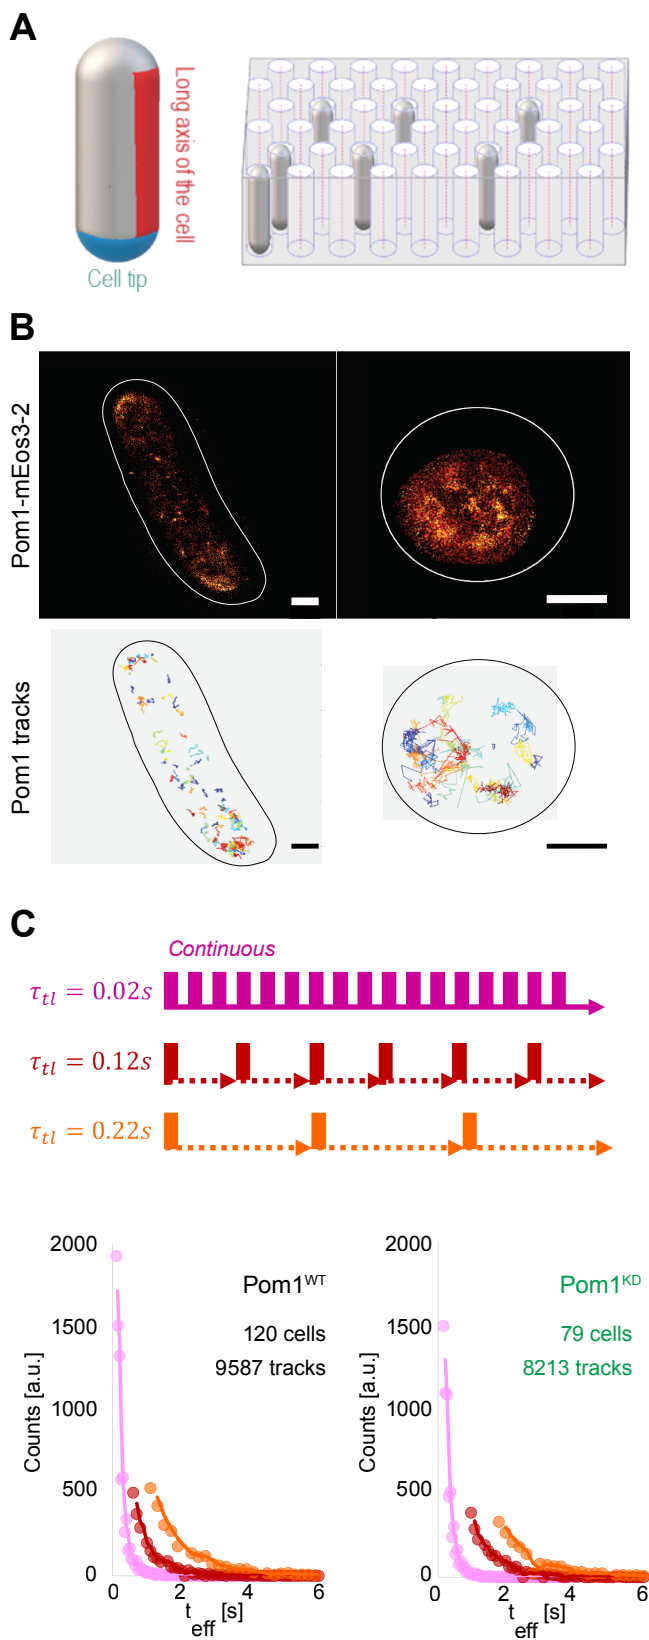 A
Long axis of the cell
Cell tip
B
Pom1-mEos3-2
Pom1 tracks
C
Continuous
τtl = 0.02s
τtl = 0.12s
τtl = 0.22s
2000
1500
1000
500
0
Counts [a.u.]
Pom1WT
120 cells
9587 tracks
0 2 4 6
teff [s]
2000
1500
1000
500
0
Counts [a.u.]
Pom1KD
79 cells
8213 tracks
0 2 4 6
teff [s]